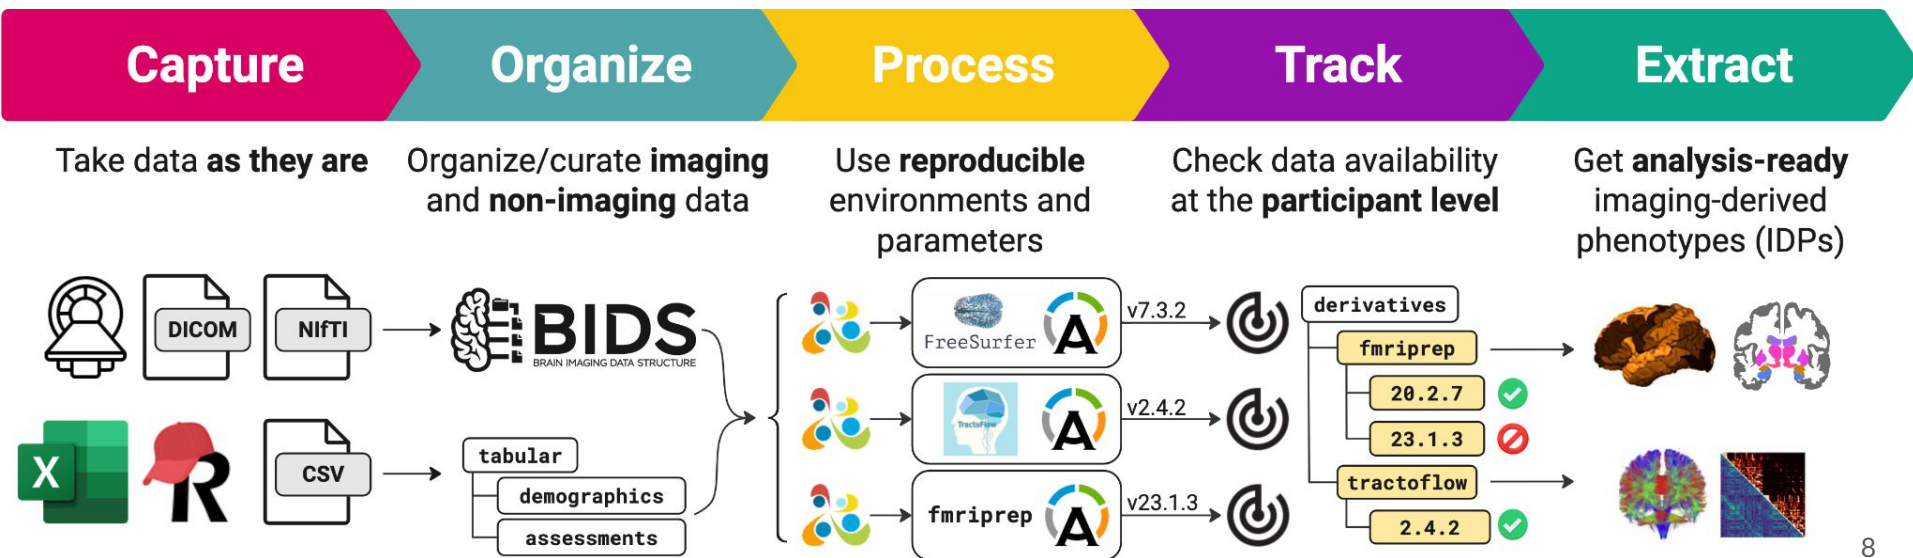 Capture
Organize
Process
Track
Extract
Take data as they are
Organize/curate imaging
and non-imaging data
Use reproducible
environments and
parameters
Check data availability
at the participant level
Get analysis-ready
imaging-derived
phenotypes (IDPs)
DICOM
NIfTI
BIDS
BRAIN IMAGING DATA STRUCTURE
X
R
CSV
tabular
demographics
assessments
FreeSurfer
A
v7.3.2
TractoFlow
A
v2.4.2
fmriprep
A
v23.1.3
derivatives
fmriprep
20.2.7
23.1.3
tractoflow
2.4.2
8